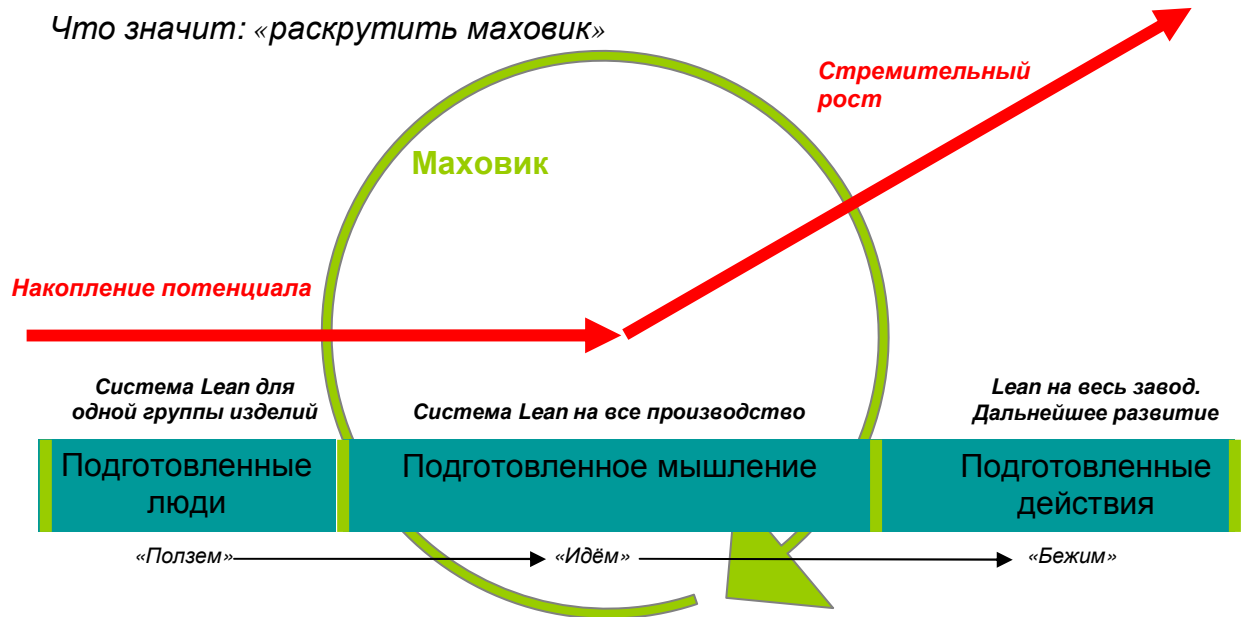 Что значит: «раскрутить маховик»
Стремительный
рост
Маховик
Накопление потенциала
Система Lean для
одной группы изделий
Система Lean на все производство
Lean на весь завод.
Дальнейшее развитие
Подготовленные
люди
Подготовленное мышление
Подготовленные
действия
«Ползем»
«Идём»
«Бежим»